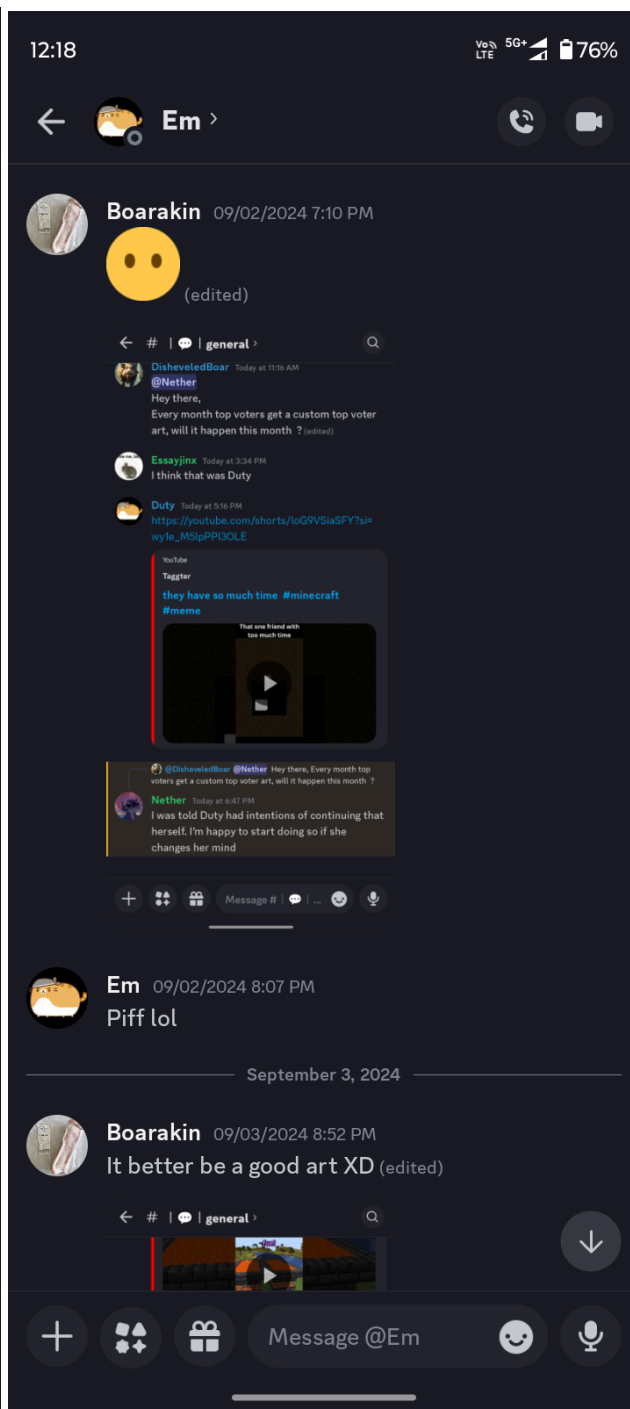 12:18
Vo LTE 5G+ 76%
Em
Boarakin 09/02/2024 7:10 PM
(edited)
# | 💬 | general
DisheveledBoar Today at 11:16 AM
@Nether
Hey there,
Every month top voters get a custom top voter
art, will it happen this month ? (edited)
Essayjinx Today at 3:34 PM
I think that was Duty
Duty Today at 5:16 PM
https://youtube.com/shorts/loG9VSiaSFY?si=
wy1e_M5lpPPl3OLE
YouTube
Taggter
they have so much time #minecraft
#meme
That one friend with
too much time
@DisheveledBoar @Nether Hey there, Every month top
voters get a custom top voter art, will it happen this month ?
Nether Today at 6:47 PM
I was told Duty had intentions of continuing that
herself. I'm happy to start doing so if she
changes her mind
Message # | 💬 | ...
Em 09/02/2024 8:07 PM
Piff lol
September 3, 2024
Boarakin 09/03/2024 8:52 PM
It better be a good art XD (edited)
# | 💬 | general
Message @Em